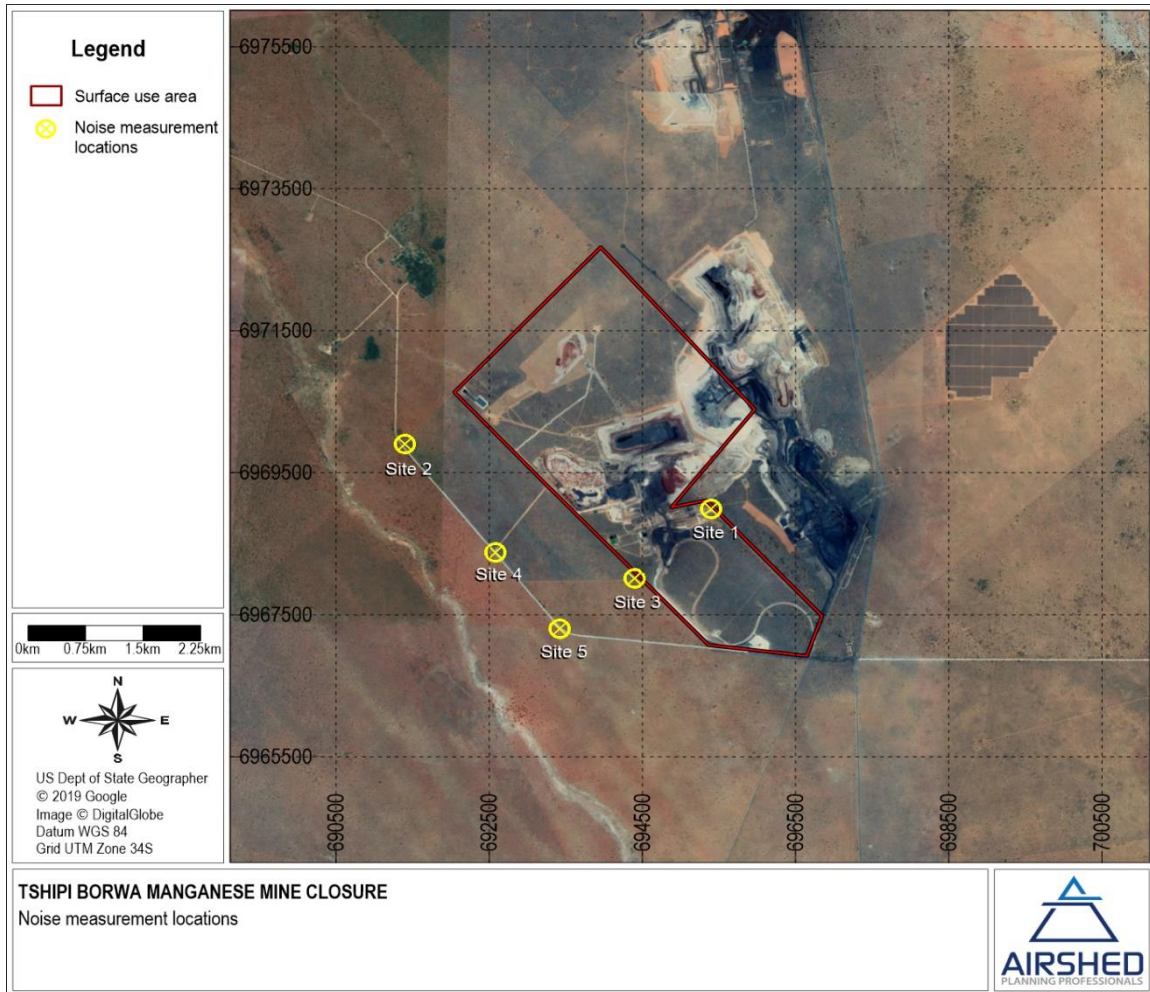 Legend
Surface use area
Noise measurement
locations
0km 0.75km 1.5km 2.25km
N
W E
S
US Dept of State Geographer
© 2019 Google
Image © DigitalGlobe
Datum WGS 84
Grid UTM Zone 34S
6975500
6973500
6971500
6969500
6967500
6965500
690500
692500
694500
696500
698500
700500
Site 2
Site 1
Site 4
Site 3
Site 5
TSHIPI BORWA MANGANESE MINE CLOSURE
Noise measurement locations
AIRSHED
PLANNING PROFESSIONALS